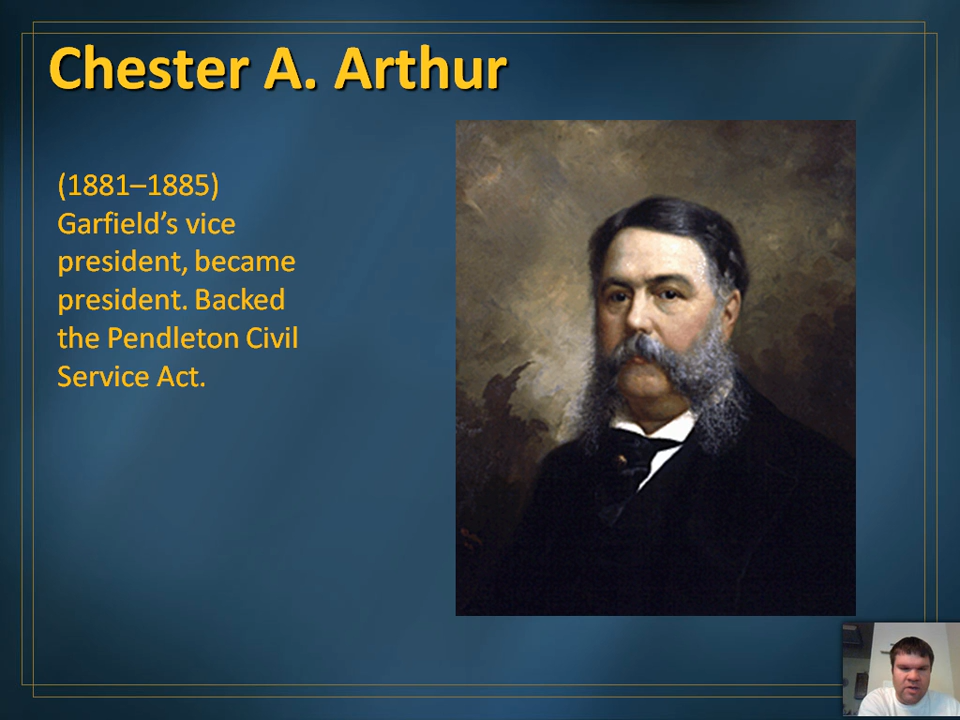 Chester A. Arthur
(1881–1885)
Garfield’s vice
president, became
president. Backed
the Pendleton Civil
Service Act.